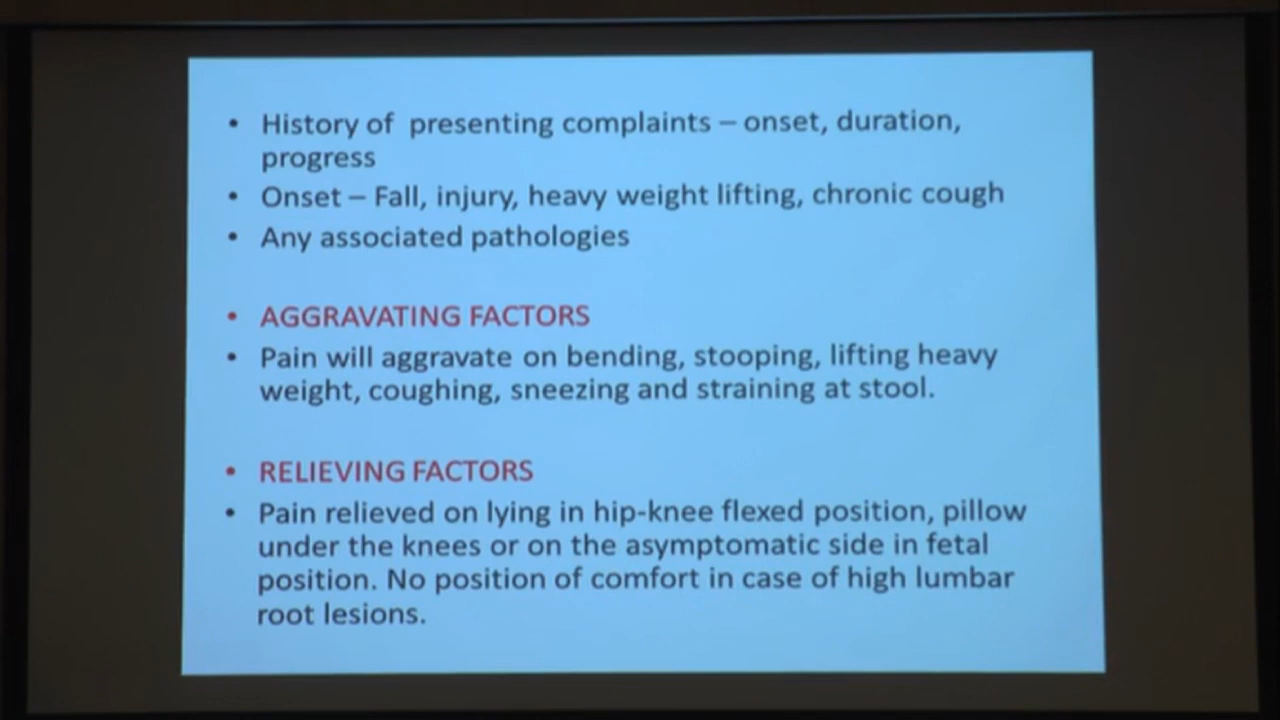 • History of presenting complaints – onset, duration,
progress
• Onset – Fall, injury, heavy weight lifting, chronic cough
• Any associated pathologies
• AGGRAVATING FACTORS
• Pain will aggravate on bending, stooping, lifting heavy
weight, coughing, sneezing and straining at stool.
• RELIEVING FACTORS
• Pain relieved on lying in hip-knee flexed position, pillow
under the knees or on the asymptomatic side in fetal
position. No position of comfort in case of high lumbar
root lesions.